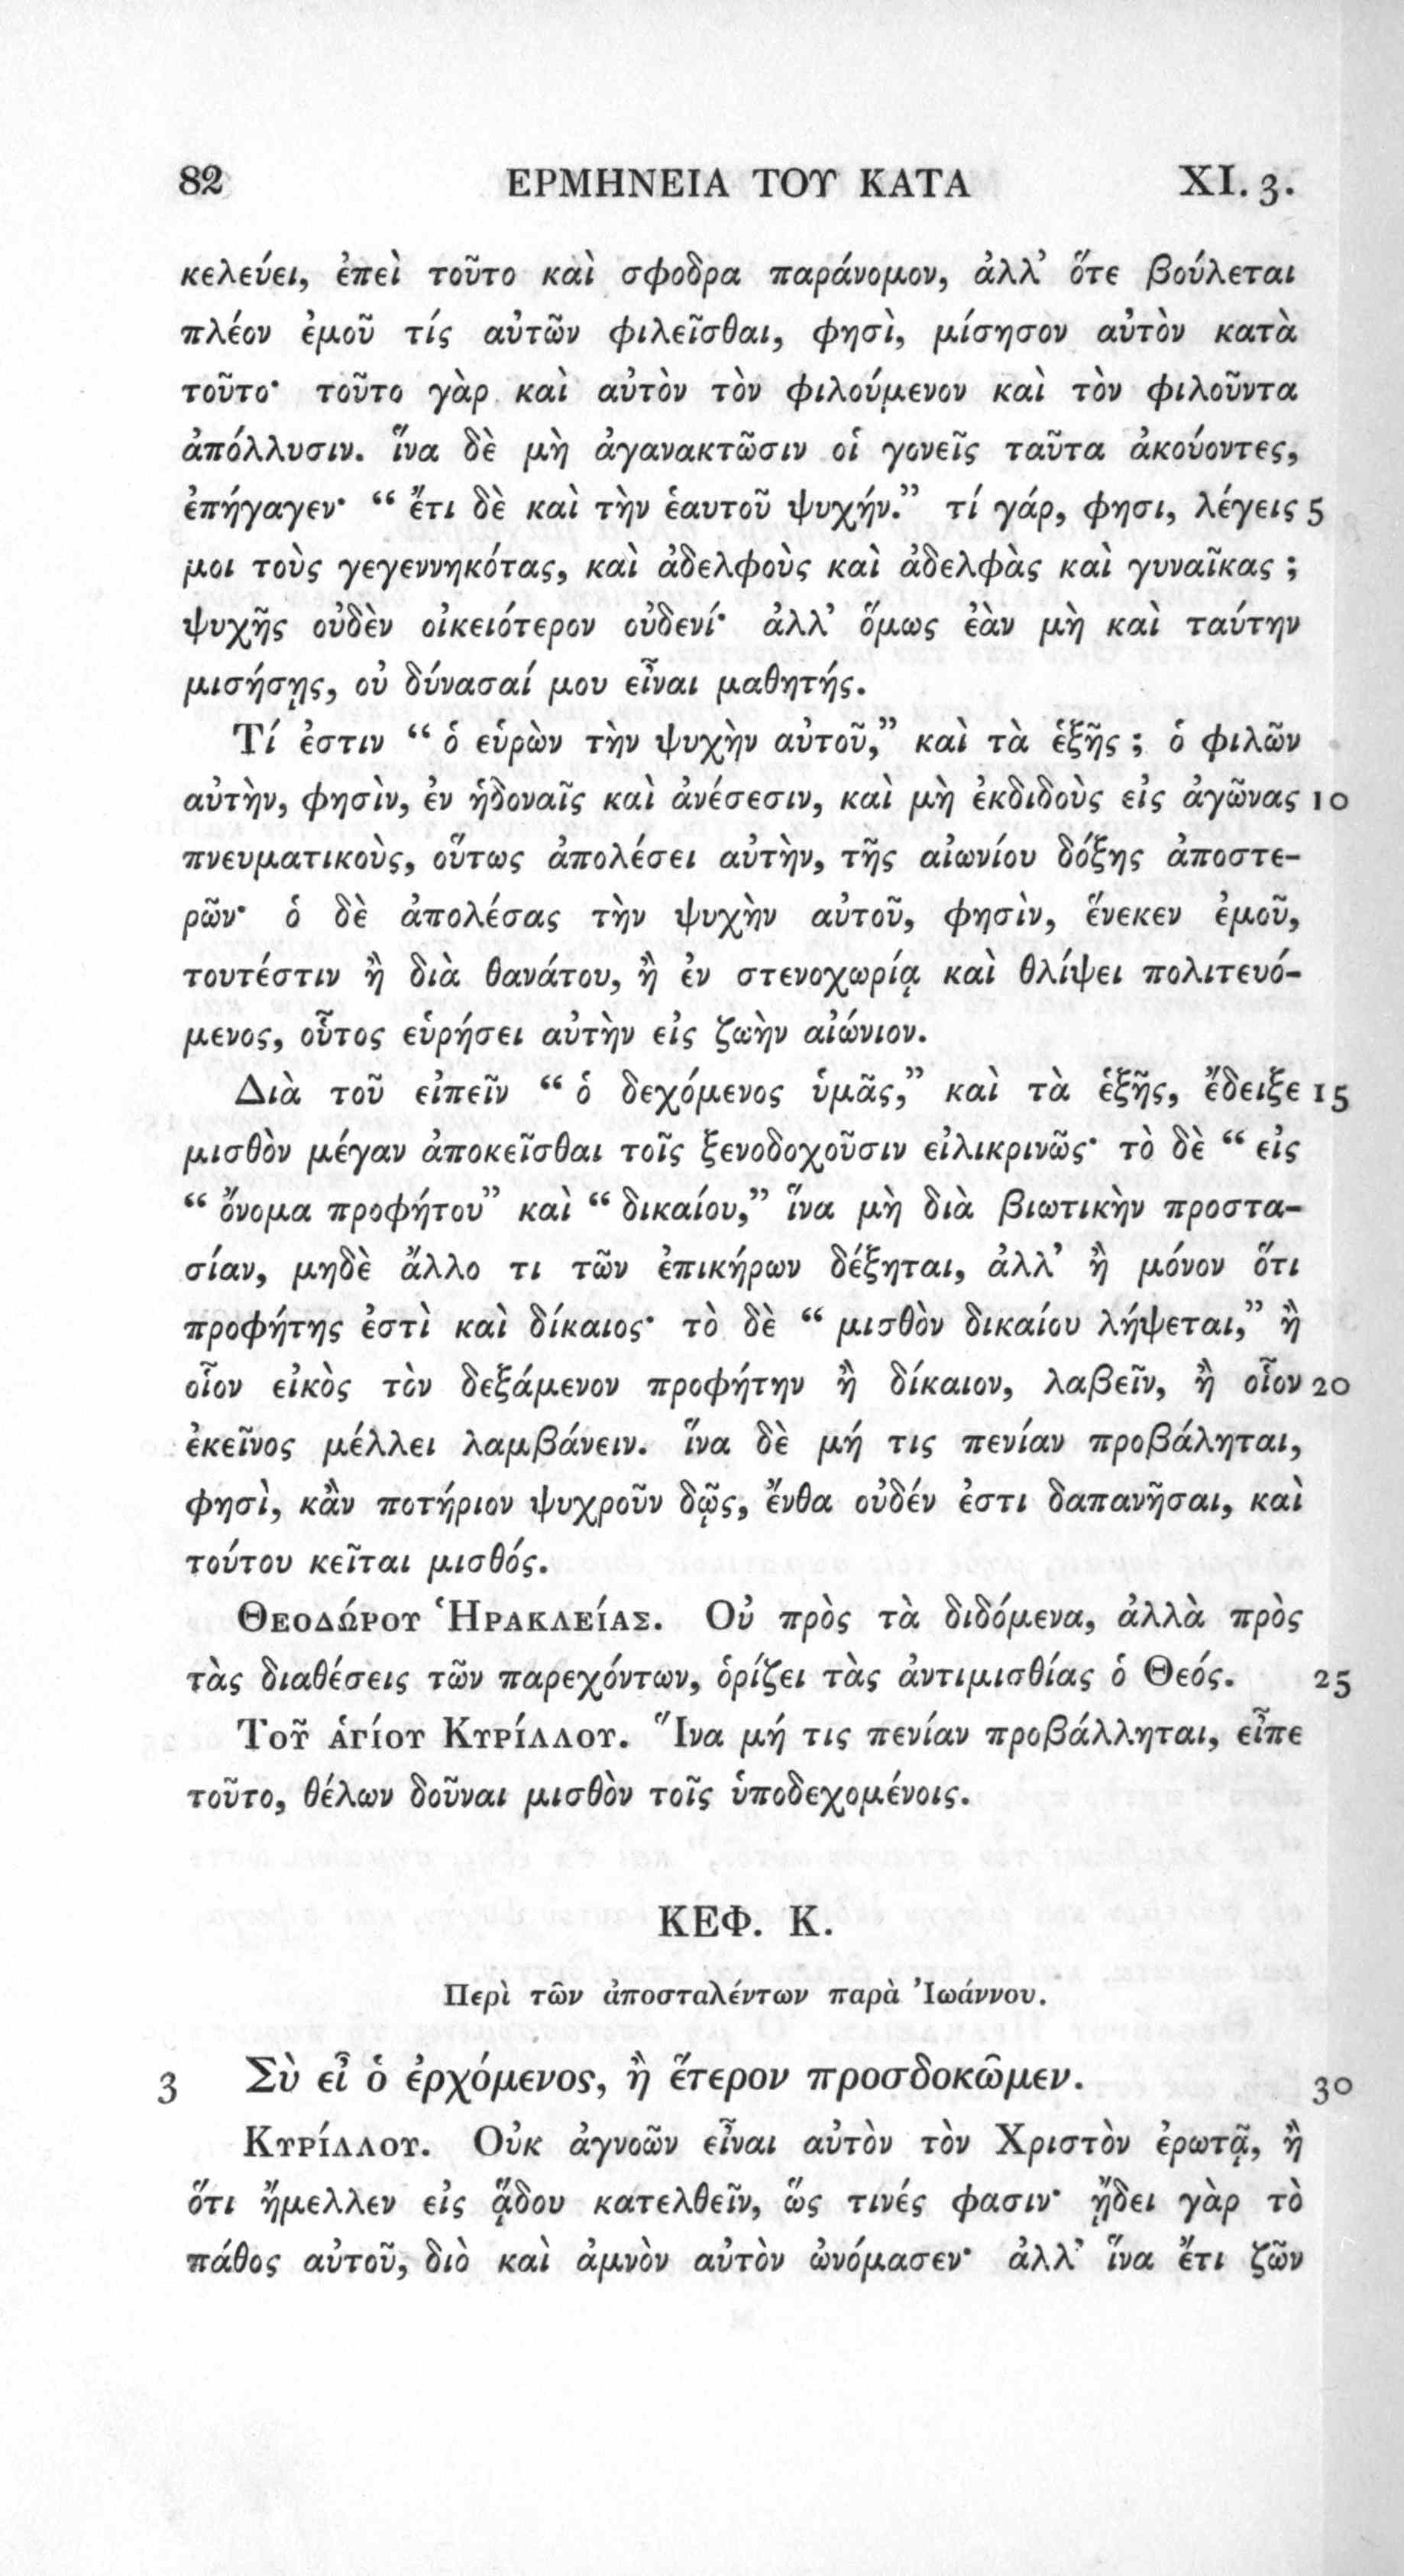 82 ΕΡΜΗΝΕΙΑ ΤΟΥ ΚΑΤΑ XI. 3.
κελεύει, ἐπεὶ τοῦτο καὶ σφοδρα παράνομον, ἀλλ’ ὅτε βούλεται
πλέον ἐμοῦ τίς αὐτῶν φιλεῖσθαι, φησὶ, μίσησον αὐτὸν κατὰ
τοῦτο· τοῦτο γὰρ καὶ αὐτὸν τὸν φιλούμενον καὶ τὸν φιλοῦντα
ἀπόλλυσιν. ἵνα δὲ μὴ ἀγανακτῶσιν οἱ γονεῖς ταῦτα ἀκούοντες,
ἐπήγαγεν· “ ἔτι δὲ καὶ τὴν ἑαυτοῦ ψυχήν.” τί γάρ, φησι, λέγεις 5
μοι τοὺς γεγεννηκότας, καὶ ἀδελφοὺς καὶ ἀδελφὰς καὶ γυναῖκας ;
ψυχῆς οὐδὲν οἰκειότερον οὐδενί· ἀλλ’ ὅμως ἐὰν μὴ καὶ ταύτην
μισήσῃς, οὐ δύνασαί μου εἶναι μαθητής.
Τί ἐστιν “ ὁ εὑρὼν τὴν ψυχὴν αὐτοῦ,” καὶ τὰ ἑξῆς ; ὁ φιλῶν
αὐτὴν, φησὶν, ἐν ἡδοναῖς καὶ ἀνέσεσιν, καὶ μὴ ἐκδιδοὺς εἰς ἀγῶνας 10
πνευματικοὺς, οὕτως ἀπολέσει αὐτὴν, τῆς αἰωνίου δόξης ἀποστε-
ρῶν· ὁ δὲ ἀπολέσας τὴν ψυχὴν αὐτοῦ, φησὶν, ἕνεκεν ἐμοῦ,
τουτέστιν ἢ διὰ θανάτου, ἢ ἐν στενοχωρίᾳ καὶ θλίψει πολιτευό-
μενος, οὗτος εὑρήσει αὐτὴν εἰς ζωὴν αἰώνιον.
Διὰ τοῦ εἰπεῖν “ ὁ δεχόμενος ὑμᾶς,” καὶ τὰ ἑξῆς, ἔδειξε 15
μισθὸν μέγαν ἀποκεῖσθαι τοῖς ξενοδοχοῦσιν εἰλικρινῶς· τὸ δὲ “ εἰς
“ ὄνομα προφήτου” καὶ “ δικαίου,” ἵνα μὴ διὰ βιωτικὴν προστα-
σίαν, μηδὲ ἄλλο τι τῶν ἐπικήρων δέξηται, ἀλλ’ ἢ μόνον ὅτι
προφήτης ἐστὶ καὶ δίκαιος· τὸ δὲ “ μισθὸν δικαίου λήψεται,” ἢ
οἷον εἰκὸς τὸν δεξάμενον προφήτην ἢ δίκαιον, λαβεῖν, ἢ οἷον 20
ἐκεῖνος μέλλει λαμβάνειν. ἵνα δὲ μή τις πενίαν προβάληται,
φησὶ, κἂν ποτήριον ψυχροῦν δῷς, ἔνθα οὐδέν ἐστι δαπανῆσαι, καὶ
τούτου κεῖται μισθός.
Θεοδώρου Ἡρακλείας. Οὐ πρὸς τὰ διδόμενα, ἀλλὰ πρὸς
τὰς διαθέσεις τῶν παρεχόντων, ὁρίζει τὰς ἀντιμισθίας ὁ Θεός. 25
Τοῦ ἁγίου Κυρίλλου. Ἵνα μή τις πενίαν προβάλληται, εἶπε
τοῦτο, θέλων δοῦναι μισθὸν τοῖς ὑποδεχομένοις.
ΚΕΦ. Κ.
Περὶ τῶν ἀποσταλέντων παρὰ Ἰωάννου.
3 Σὺ εἶ ὁ ἐρχόμενος, ἢ ἕτερον προσδοκῶμεν. 30
Κυρίλλου. Οὐκ ἀγνοῶν εἶναι αὐτὸν τὸν Χριστὸν ἐρωτᾷ, ἢ
ὅτι ἤμελλεν εἰς ᾅδου κατελθεῖν, ὥς τινές φασιν· ᾔδει γὰρ τὸ
πάθος αὐτοῦ, διὸ καὶ ἀμνὸν αὐτὸν ὠνόμασεν· ἀλλ’ ἵνα ἔτι ζῶν